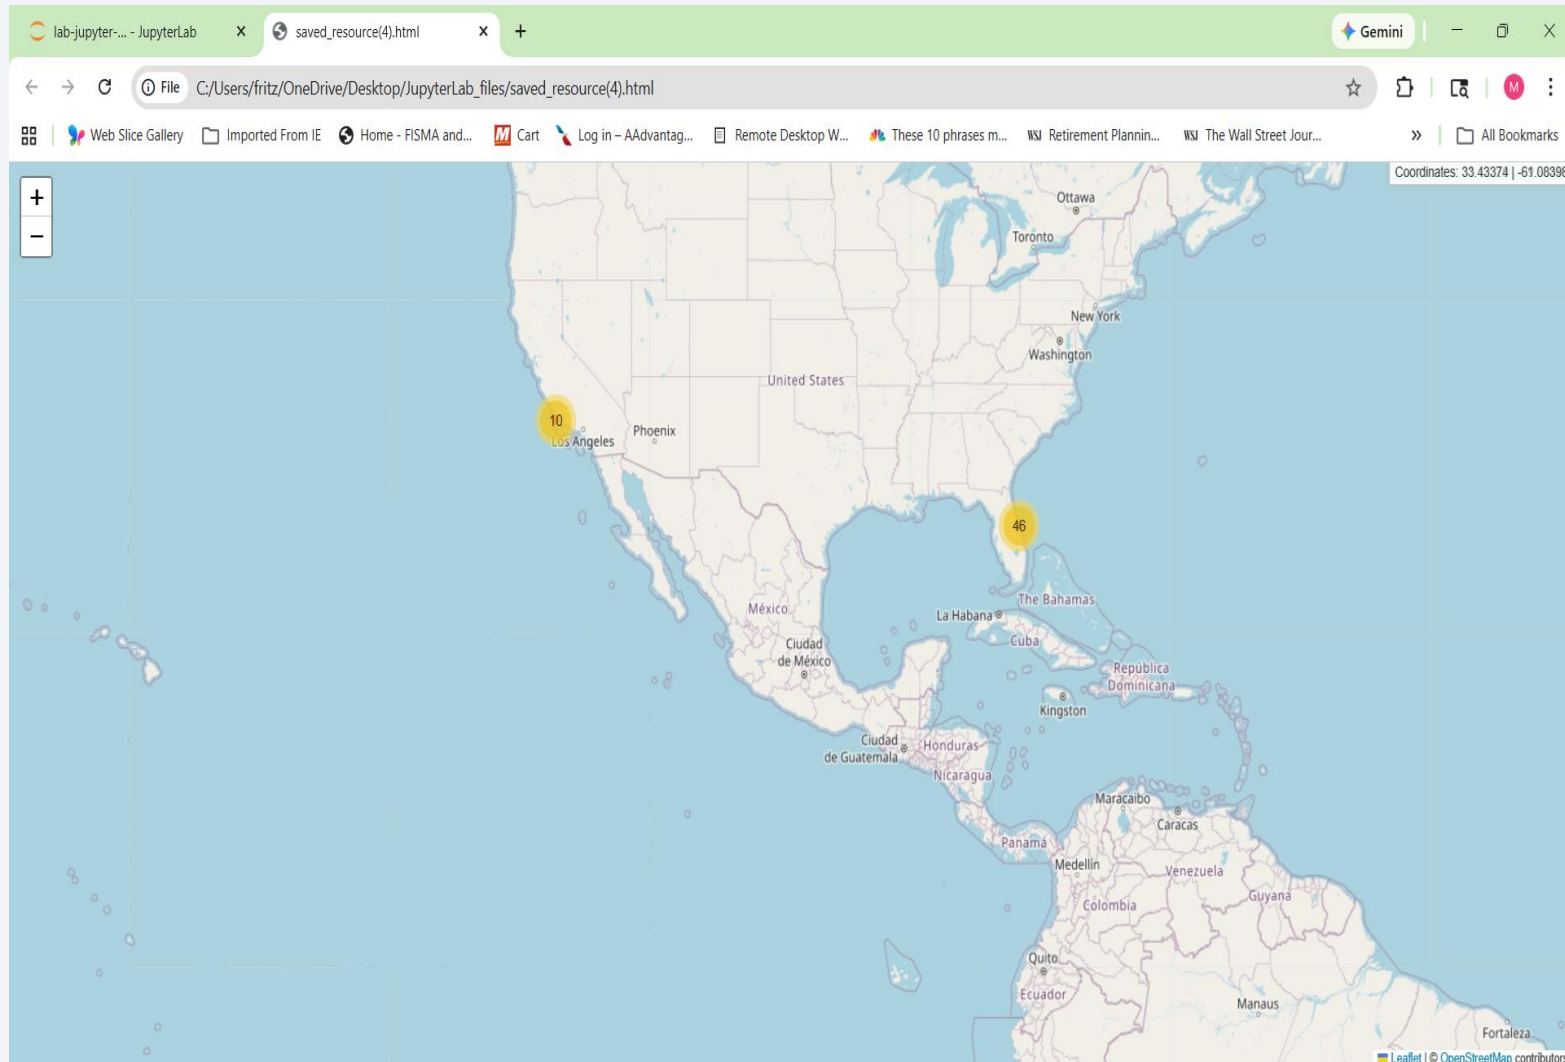 lab-jupyter-... - JupyterLab
saved_resource(4).html
Gemini
File
C:/Users/fritz/OneDrive/Desktop/JupyterLab_files/saved_resource(4).html
M
Web Slice Gallery
Imported From IE
Home - FISMA and...
M Cart
Log in – AAdvantag...
Remote Desktop W...
These 10 phrases m...
WSJ Retirement Plannin...
WSJ The Wall Street Jour...
»
All Bookmarks
Coordinates: 33.43374 | -61.08398
+
−
Ottawa
Toronto
New York
Washington
United States
10
Los Angeles
Phoenix
46
The Bahamas
La Habana
México
Cuba
Ciudad
de México
República
Dominicana
Kingston
Ciudad
de Guatemala
Honduras
Nicaragua
Maracaibo
Caracas
Panamá
Medellín
Venezuela
Guyana
Colombia
Quito
Ecuador
Manaus
Fortaleza
Leaflet | © OpenStreetMap contributors